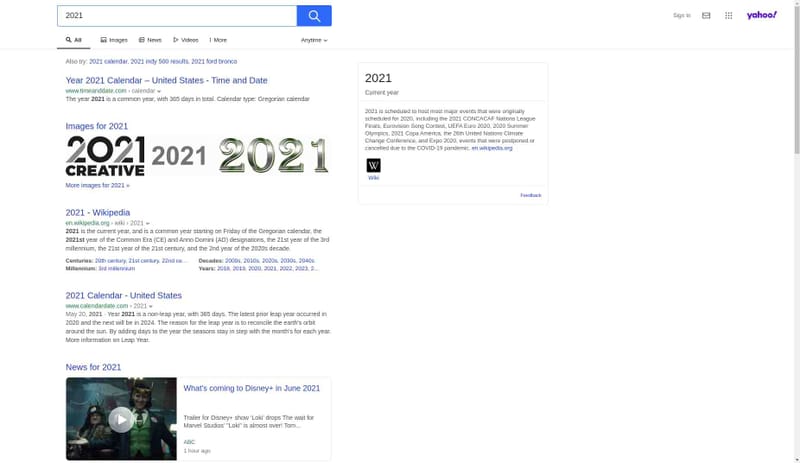 2021
Sign in
yahoo!
All
Images
News
Videos
More
Anytime
Also try: 2021 calendar, 2021 indy 500 results, 2021 ford bronco
Year 2021 Calendar – United States - Time and Date
www.timeanddate.com › calendar
The year 2021 is a common year, with 365 days in total. Calendar type: Gregorian calendar
Images for 2021
2021
CREATIVE
2021
2021
More images for 2021 »
2021 - Wikipedia
en.wikipedia.org › wiki › 2021
2021 is the current year, and is a common year starting on Friday of the Gregorian calendar, the
2021st year of the Common Era (CE) and Anno Domini (AD) designations, the 21st year of the 3rd
millennium, the 21st year of the 21st century, and the 2nd year of the 2020s decade.
Centuries: 20th century, 21st century, 22nd ce...
Decades: 2000s, 2010s, 2020s, 2030s, 2040s.
Millennium: 3rd millennium
Years: 2018, 2019, 2020, 2021, 2022, 2023, 2...
2021 Calendar - United States
www.calendardate.com › 2021
May 20, 2021 · Year 2021 is a non-leap year, with 365 days. The latest prior leap year occurred in
2020 and the next will be in 2024. The reason for the leap year is to reconcile the earth's orbit
around the sun. By adding days to the year the seasons stay in step with the month's for each year.
More information on Leap Year.
News for 2021
What's coming to Disney+ in June 2021
Trailer for Disney+ show 'Loki' drops The wait for
Marvel Studios' "Loki" is almost over! Tom...
ABC
1 hour ago
2021
Current year
2021 is scheduled to host most major events that were originally
scheduled for 2020, including the 2021 CONCACAF Nations League
Finals, Eurovision Song Contest, UEFA Euro 2020, 2020 Summer
Olympics, 2021 Copa America, the 26th United Nations Climate
Change Conference, and Expo 2020, events that were postponed or
cancelled due to the COVID-19 pandemic. en.wikipedia.org
W
Wiki
Feedback